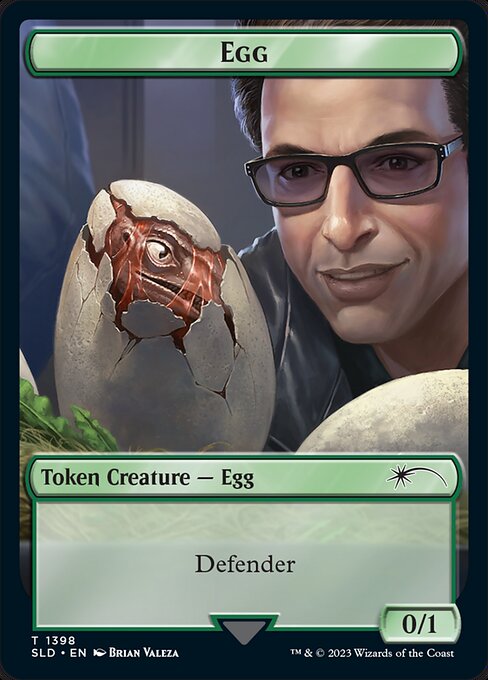 Egg
Token Creature — Egg
Defender
0/1
T 1398
SLD • EN Brian Valeza
™ & © 2023 Wizards of the Coast